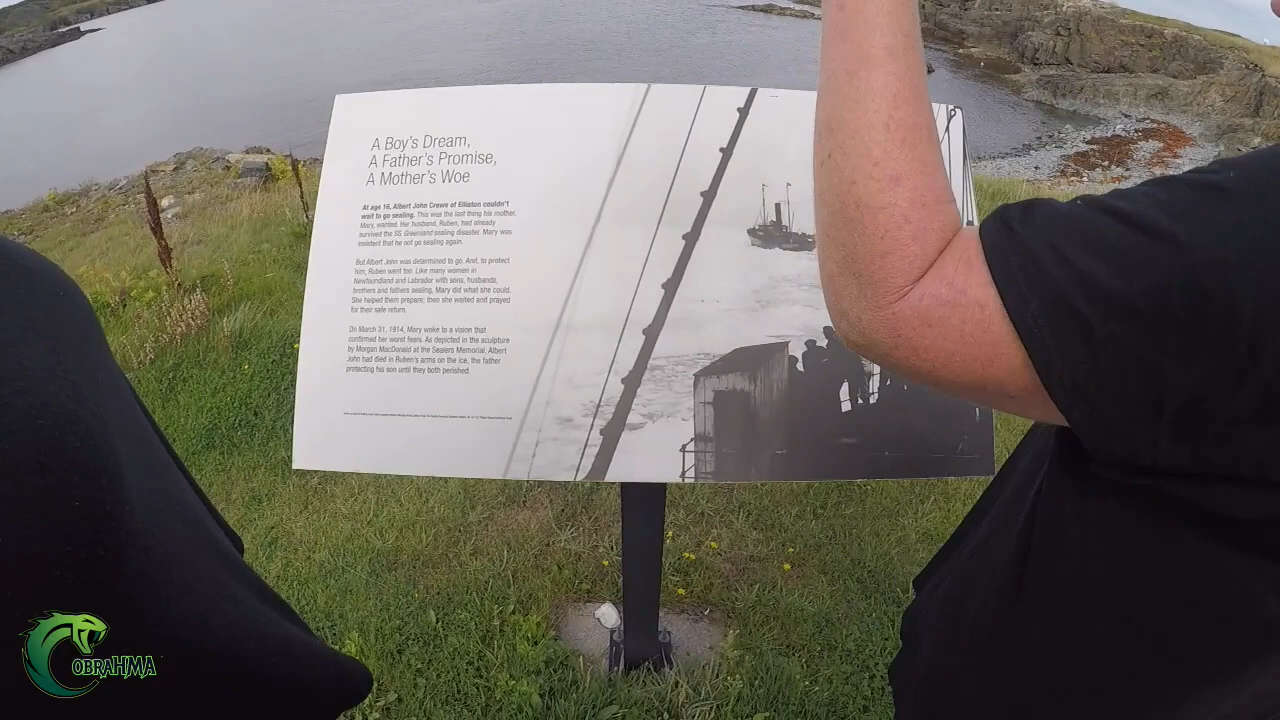 A Boy's Dream,
A Father's Promise,
A Mother's Woe
At age 16, Albert John Crewe of Elliston couldn't
wait to go sealing. This was the last thing his mother,
Mary, wanted. Her husband, Ruben, had already
survived the SS Greenland sealing disaster. Mary was
insistent that he not go sealing again.
But Albert John was determined to go. And, to protect
him, Ruben went too. Like many women in
Newfoundland and Labrador with sons, husbands,
brothers and fathers sealing, Mary did what she could.
She helped them prepare; then she waited and prayed
for their safe return.
On March 31, 1914, Mary woke to a vision that
confirmed her worst fears. As depicted in the sculpture
by Morgan MacDonald at the Sealers Memorial, Albert
John had died in Ruben's arms on the ice, the father
protecting his son until they both perished.
COBRAHMA